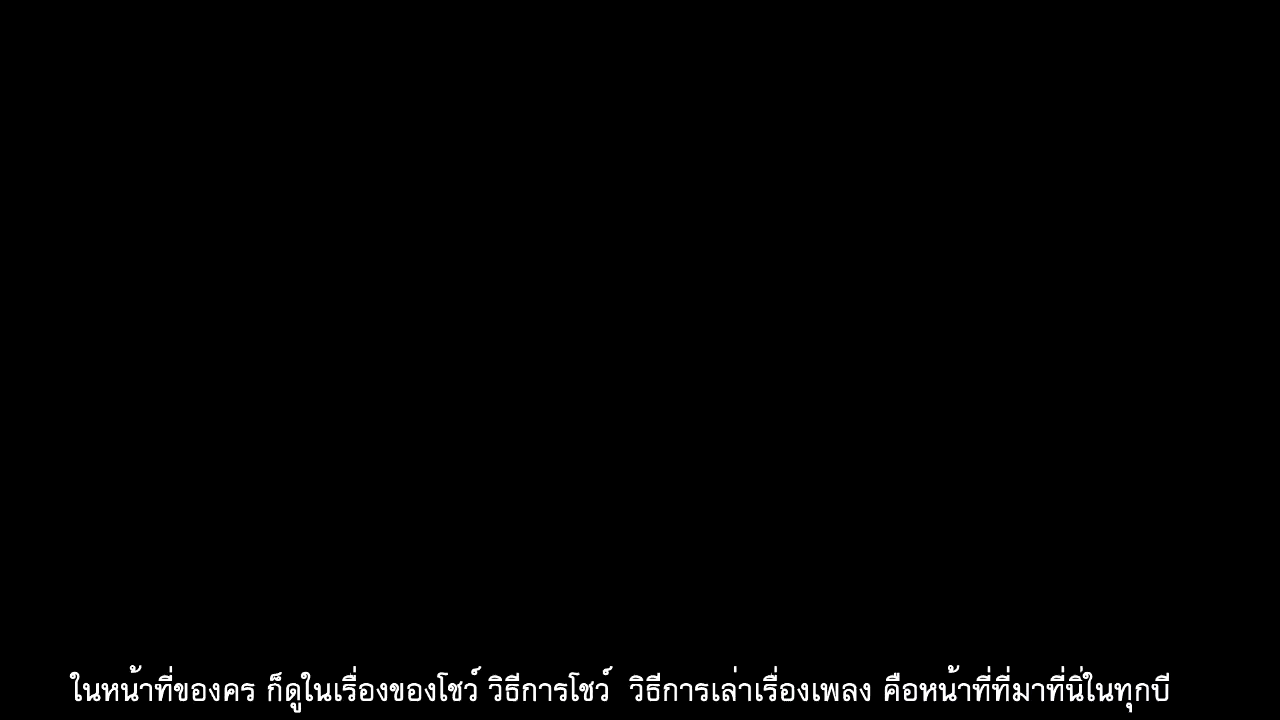 ในหน้าที่ของคร ก็ดูในเรื่องของโชว์ วิธีการโชว์  วิธีการเล่าเรื่องเพลง คือหน้าที่ที่มาที่นี่ในทุกบี